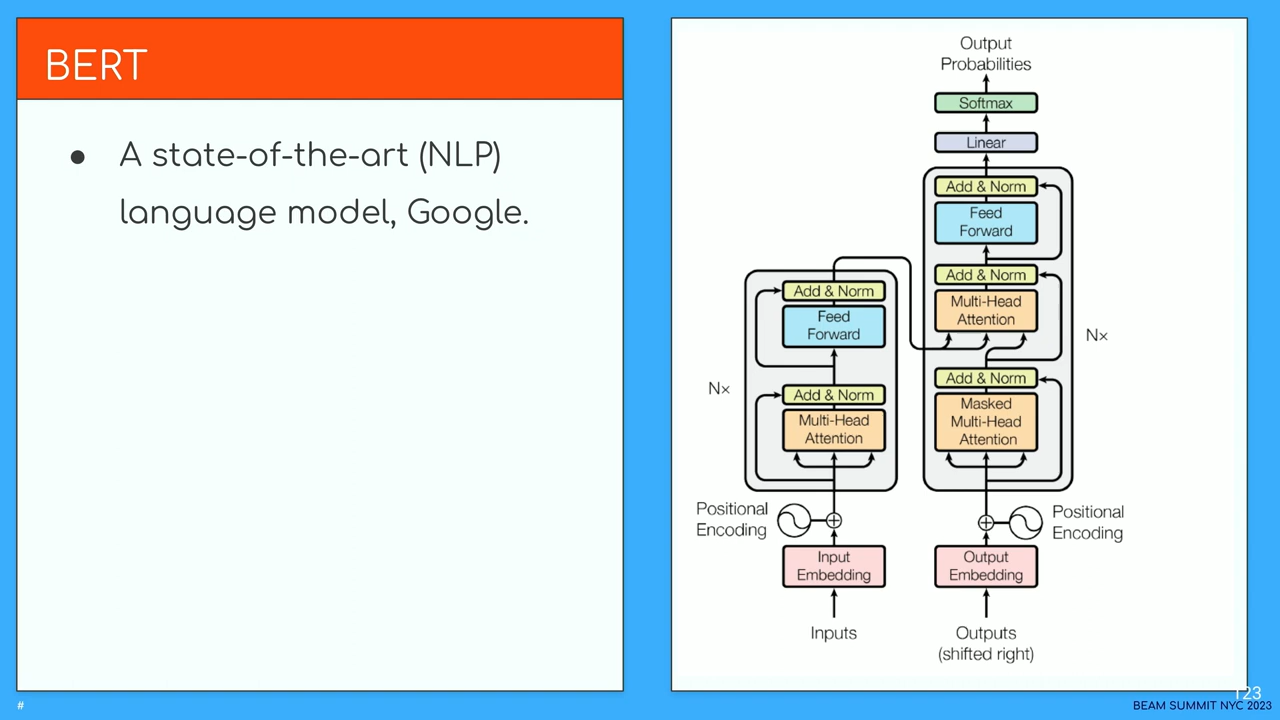 BERT
● A state-of-the-art (NLP)
language model, Google.
Output
Probabilities
Softmax
Linear
Add & Norm
Feed
Forward
Add & Norm
Multi-Head
Attention
Nx
Add & Norm
Masked
Multi-Head
Attention
Add & Norm
Feed
Forward
Nx
Add & Norm
Multi-Head
Attention
Positional
Encoding
Positional
Encoding
Input
Embedding
Output
Embedding
Inputs
Outputs
(shifted right)
#
123
BEAM SUMMIT NYC 2023